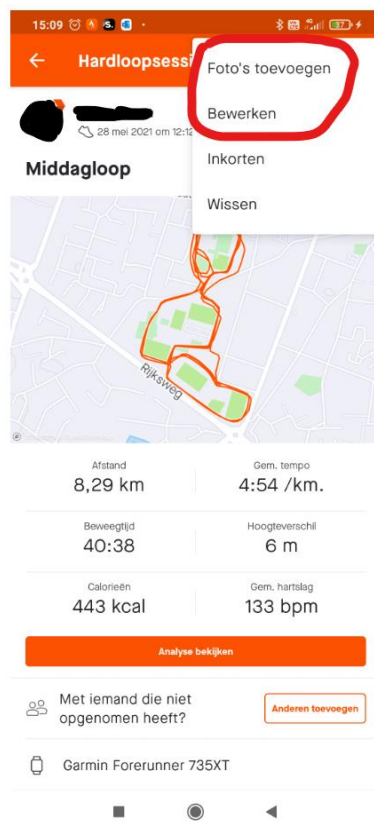 15:09
4G
37
Hardloopsessi
Foto's toevoegen
Bewerken
Inkorten
Wissen
28 mei 2021 om 12:12
Middagloop
Rijksweg
Afstand
8,29 km
Gem. tempo
4:54 /km.
Beweegtijd
40:38
Hoogteverschil
6 m
Calorieën
443 kcal
Gem. hartslag
133 bpm
Analyse bekijken
Met iemand die niet
opgenomen heeft?
Anderen toevoegen
Garmin Forerunner 735XT